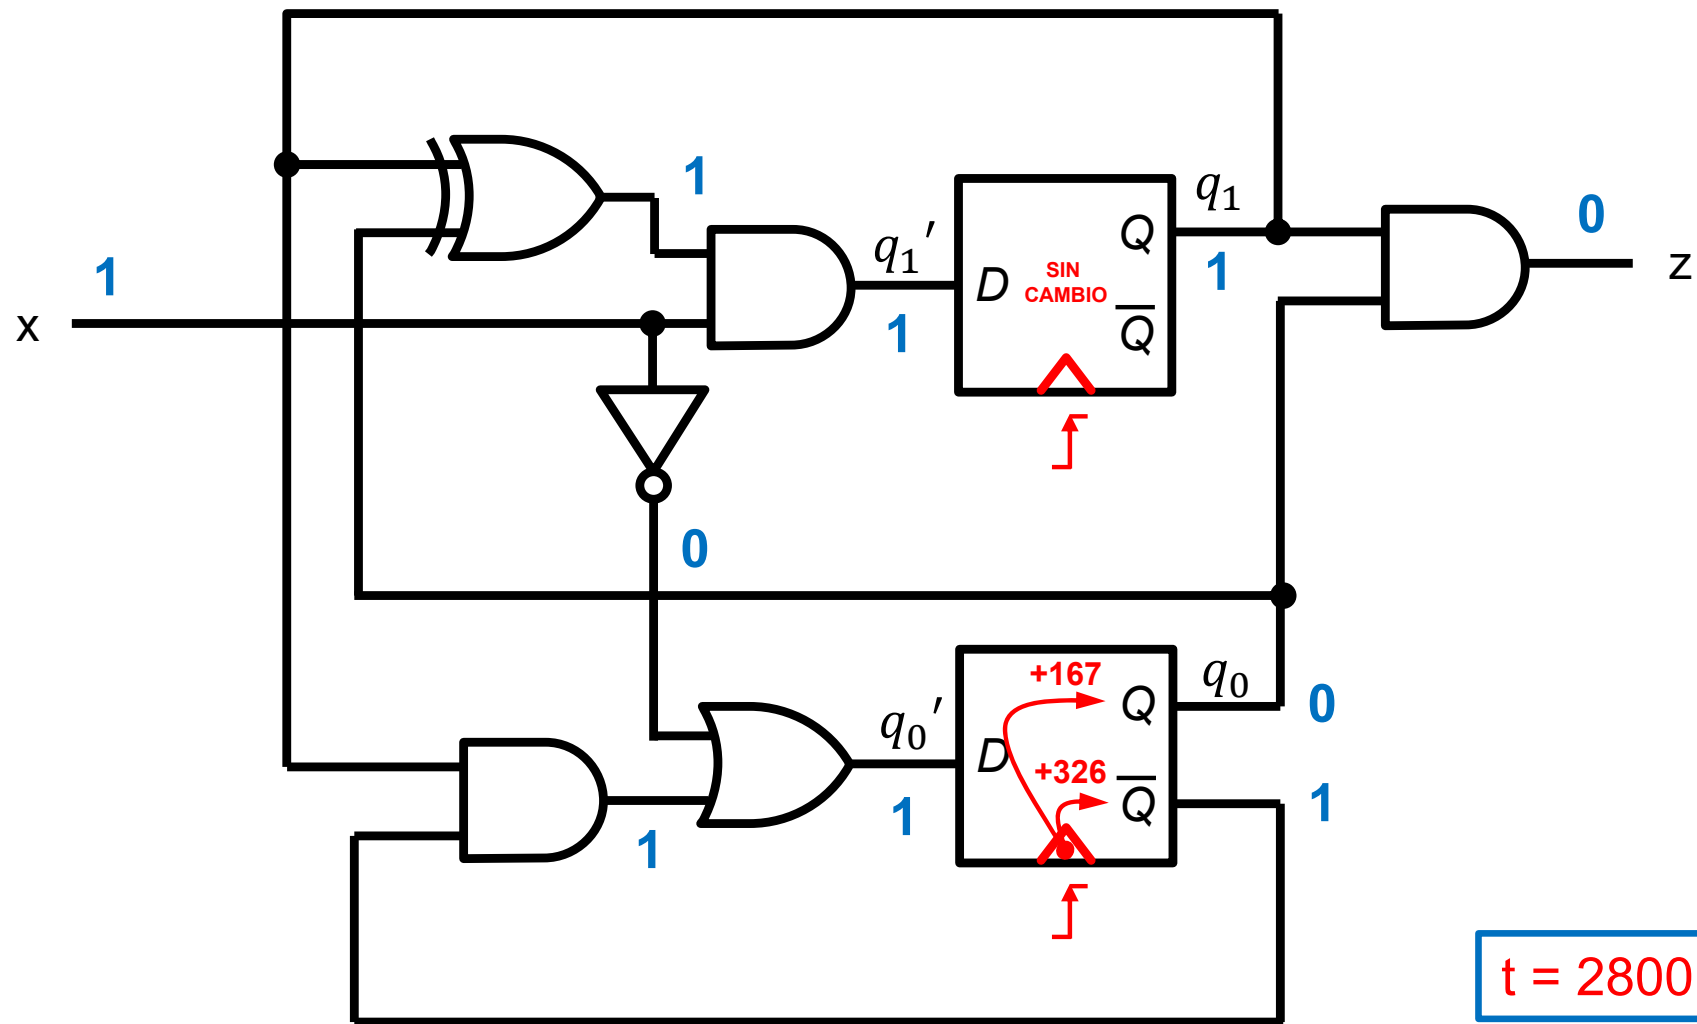 1
q₁
0
1
x
q₁′
D
SIN
CAMBIO
Q
Q̅
1
z
1
0
+167
q₀
q₀′
D
Q
0
+326
Q̅
1
1
1
t = 2800